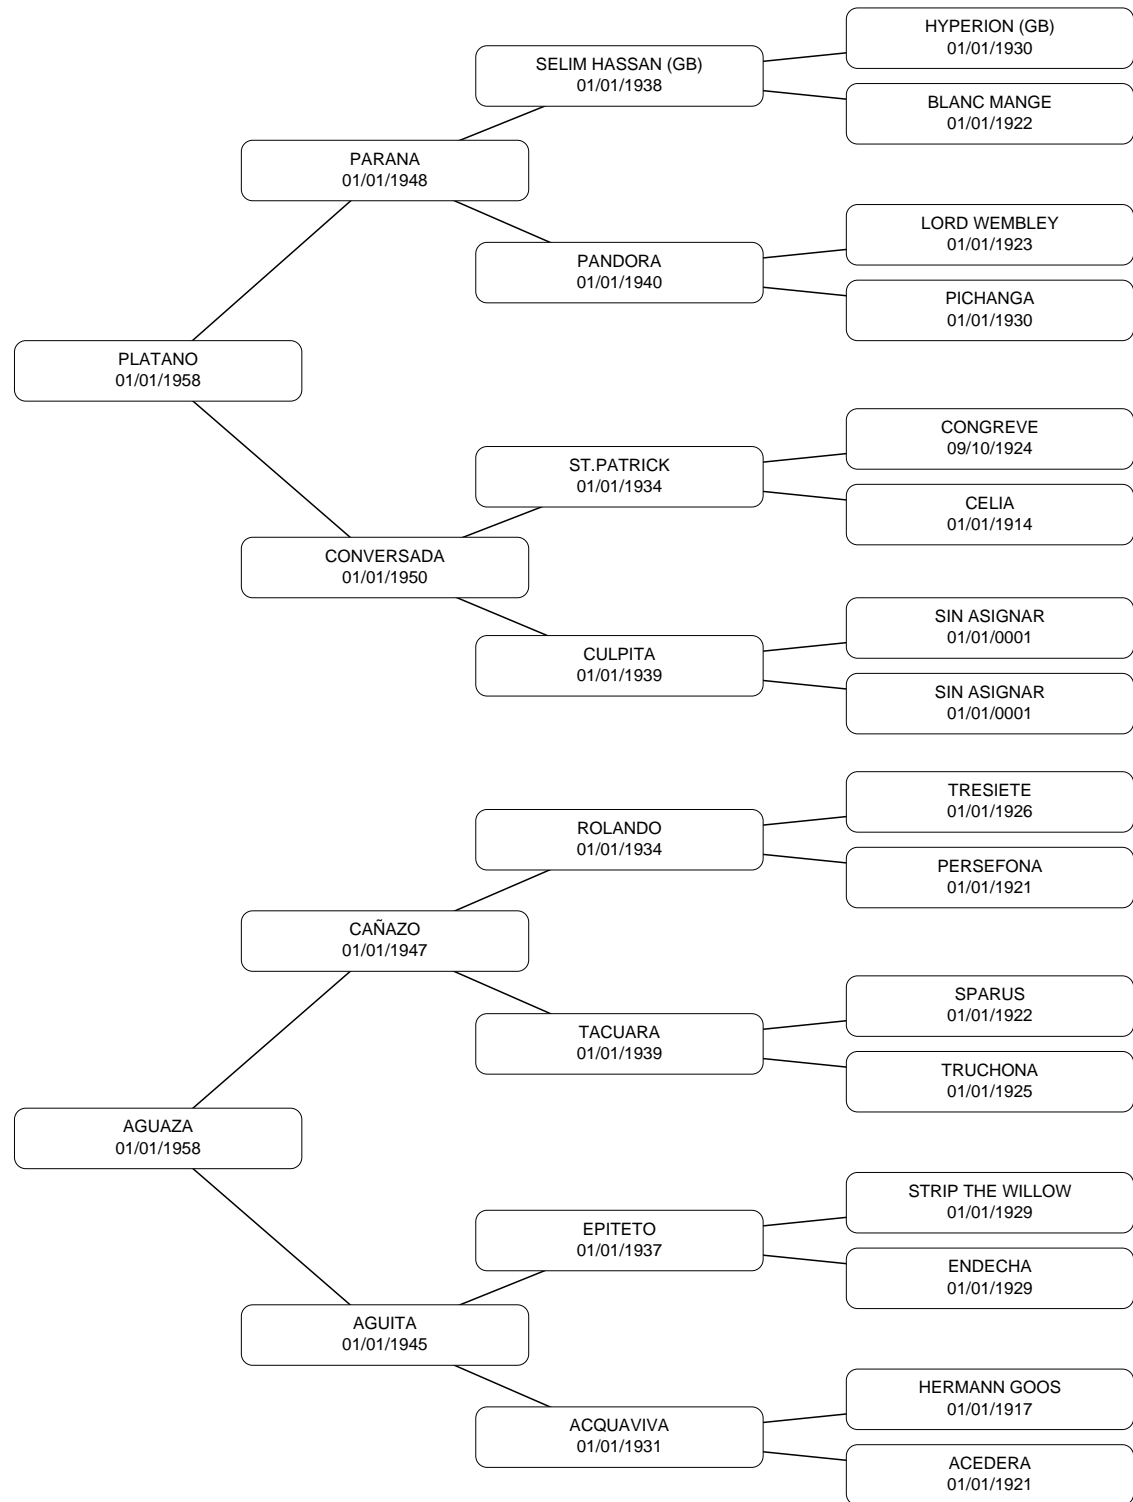 HYPERION (GB)
01/01/1930
SELIM HASSAN (GB)
01/01/1938
BLANC MANGE
01/01/1922
PARANA
01/01/1948
LORD WEMBLEY
01/01/1923
PANDORA
01/01/1940
PICHANGA
01/01/1930
PLATANO
01/01/1958
CONGREVE
09/10/1924
ST.PATRICK
01/01/1934
CELIA
01/01/1914
CONVERSADA
01/01/1950
SIN ASIGNAR
01/01/0001
CULPITA
01/01/1939
SIN ASIGNAR
01/01/0001
TRESIETE
01/01/1926
ROLANDO
01/01/1934
PERSEFONA
01/01/1921
CAÑAZO
01/01/1947
SPARUS
01/01/1922
TACUARA
01/01/1939
TRUCHONA
01/01/1925
AGUAZA
01/01/1958
STRIP THE WILLOW
01/01/1929
EPITETO
01/01/1937
ENDECHA
01/01/1929
AGUITA
01/01/1945
HERMANN GOOS
01/01/1917
ACQUAVIVA
01/01/1931
ACEDERA
01/01/1921